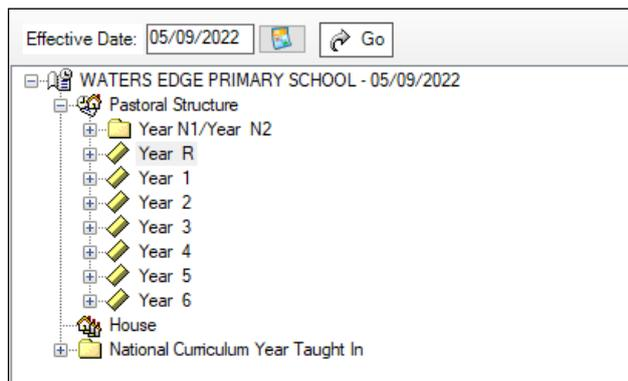 Effective Date: 05/09/2022 Go
WATERS EDGE PRIMARY SCHOOL - 05/09/2022
Pastoral Structure
Year N1/Year N2
Year R
Year 1
Year 2
Year 3
Year 4
Year 5
Year 6
House
National Curriculum Year Taught In